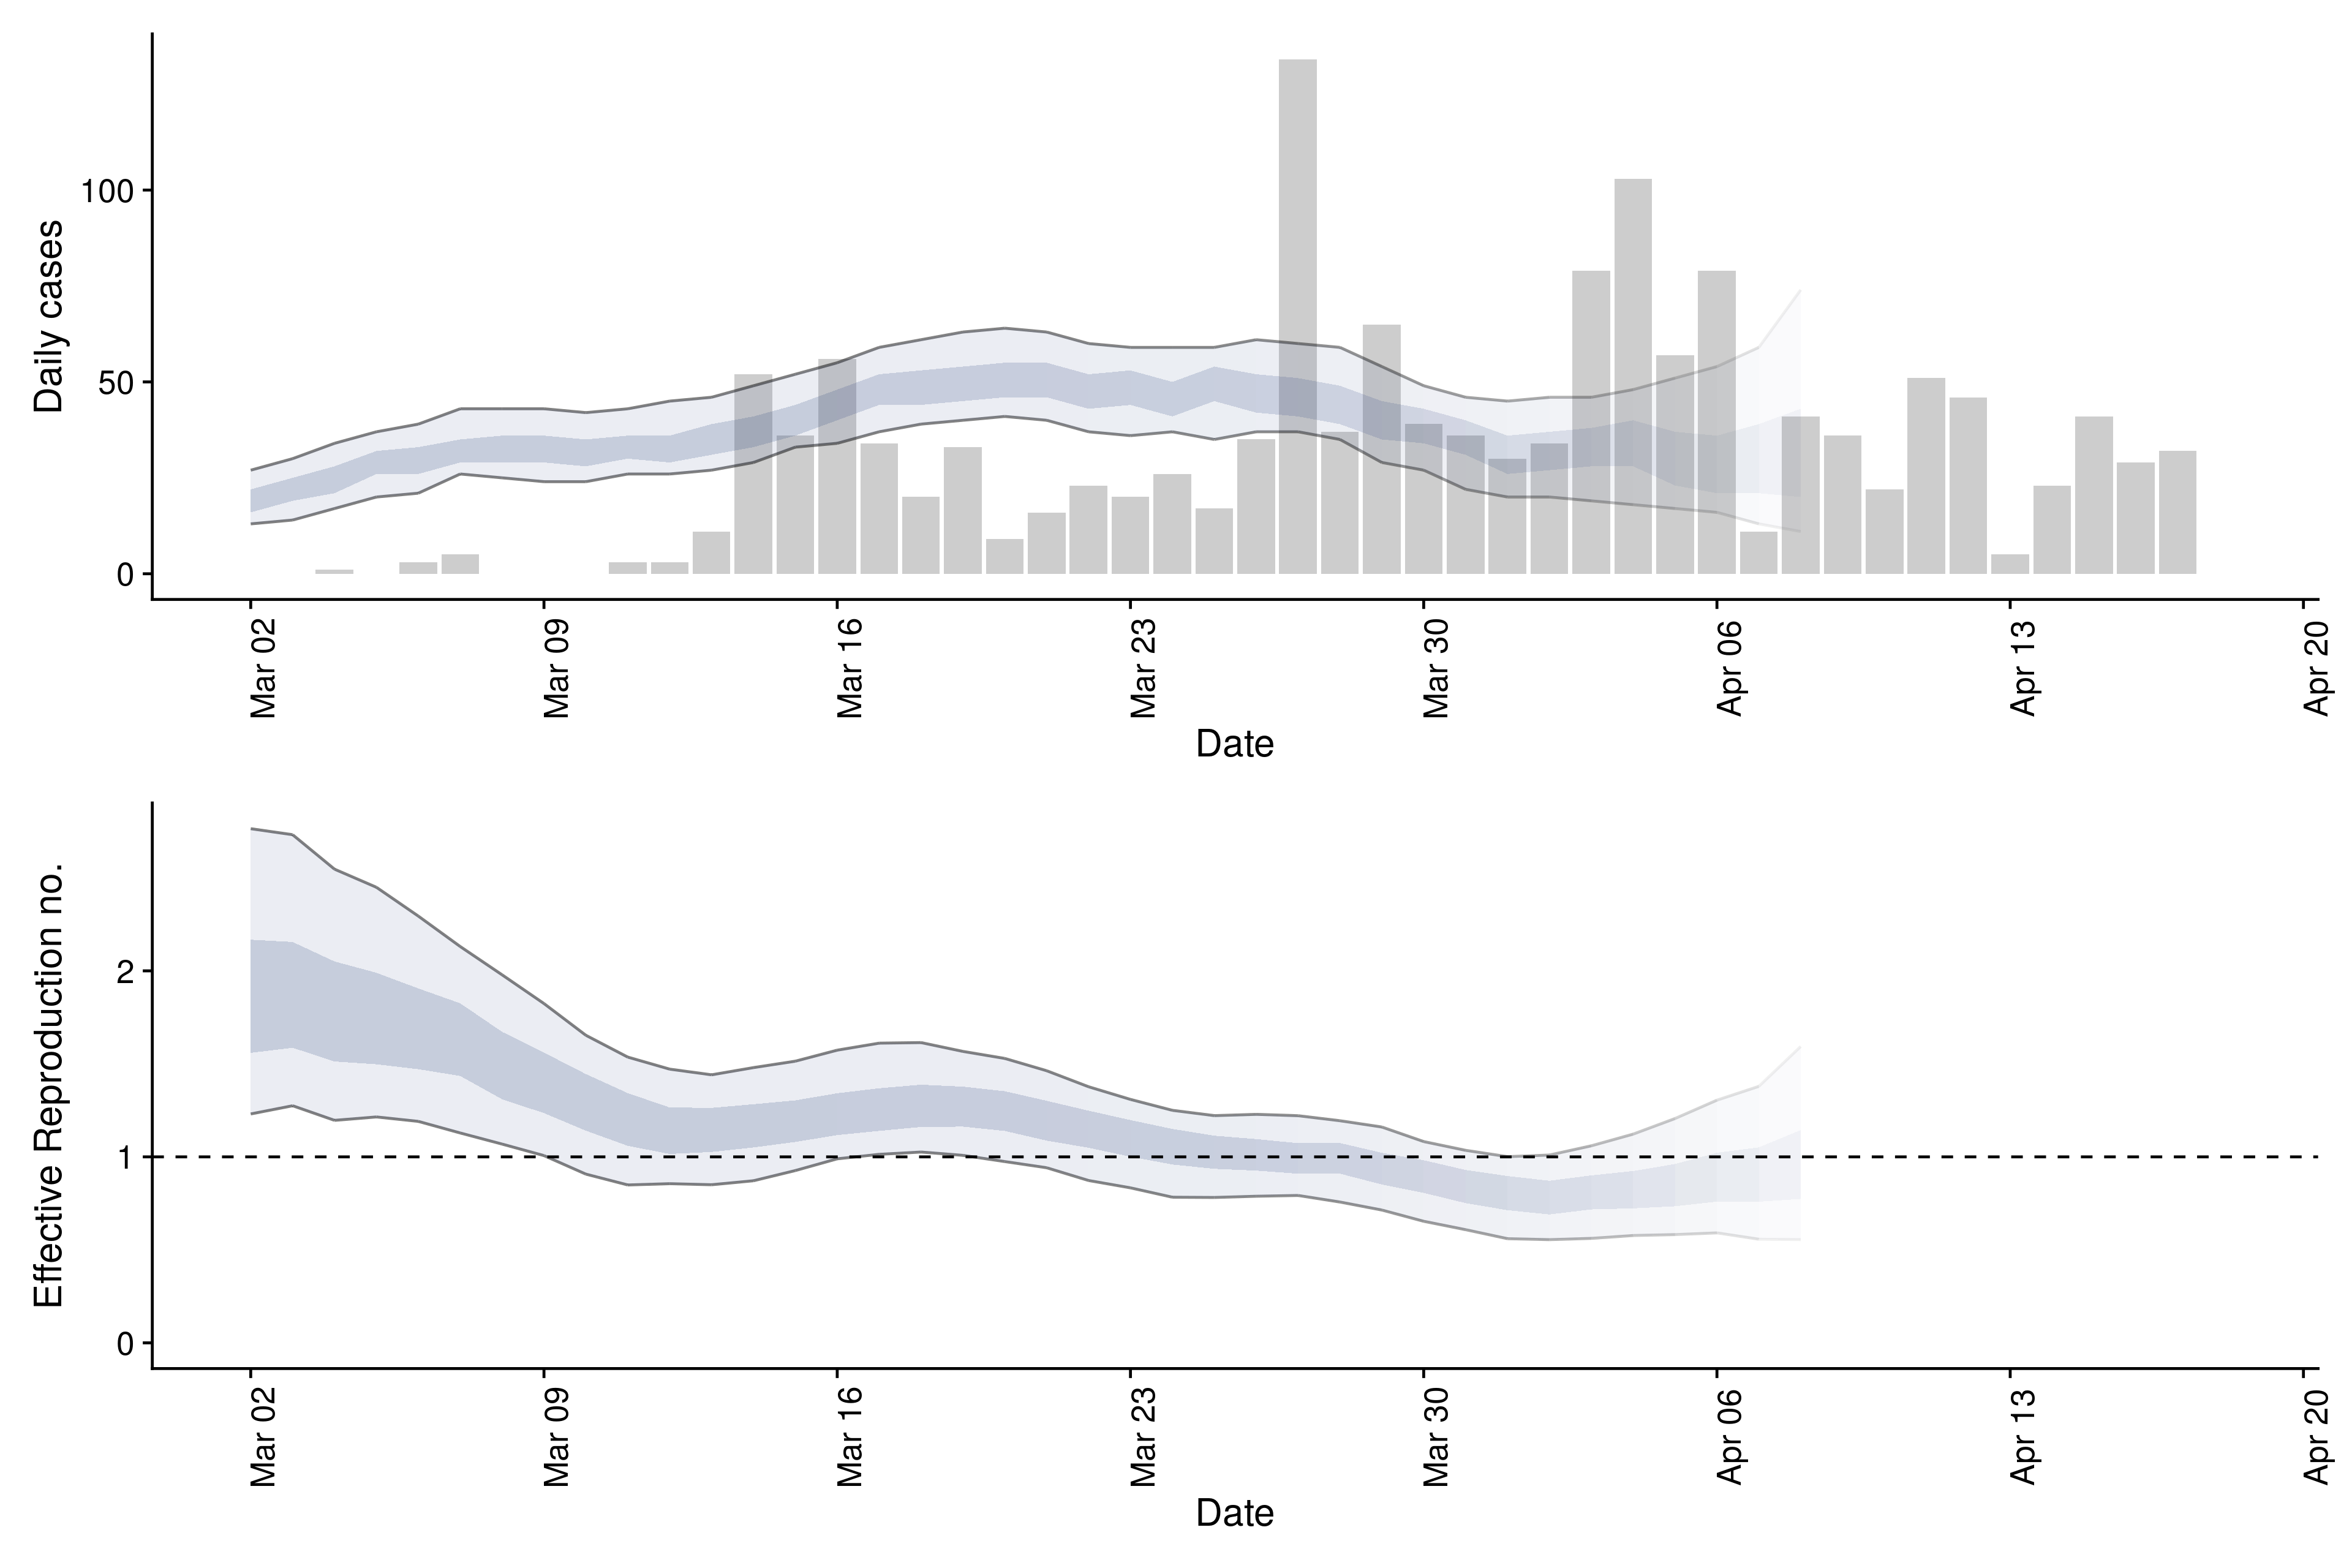 Daily cases
100
50
0
Mar 02
Mar 09
Mar 16
Mar 23
Mar 30
Apr 06
Apr 13
Apr 20
Date
Effective Reproduction no.
2
1
0
Mar 02
Mar 09
Mar 16
Mar 23
Mar 30
Apr 06
Apr 13
Apr 20
Date